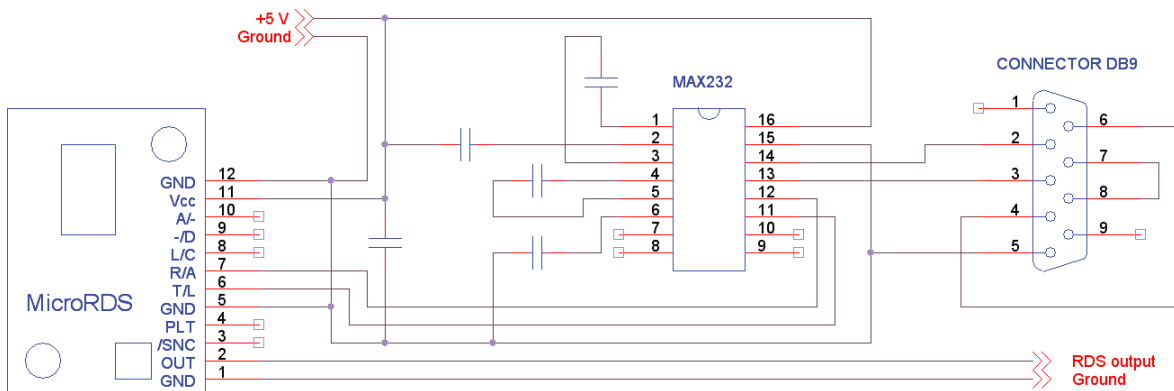 +5 V
Ground
MicroRDS
GND 12
Vcc 11
A/- 10
-/D 9
L/C 8
R/A 7
T/L 6
GND 5
PLT 4
/SNC 3
OUT 2
GND 1
MAX232
1 16
2 15
3 14
4 13
5 12
6 11
7 10
8 9
CONNECTOR DB9
1
6
2
7
3
8
4
9
5
RDS output
Ground